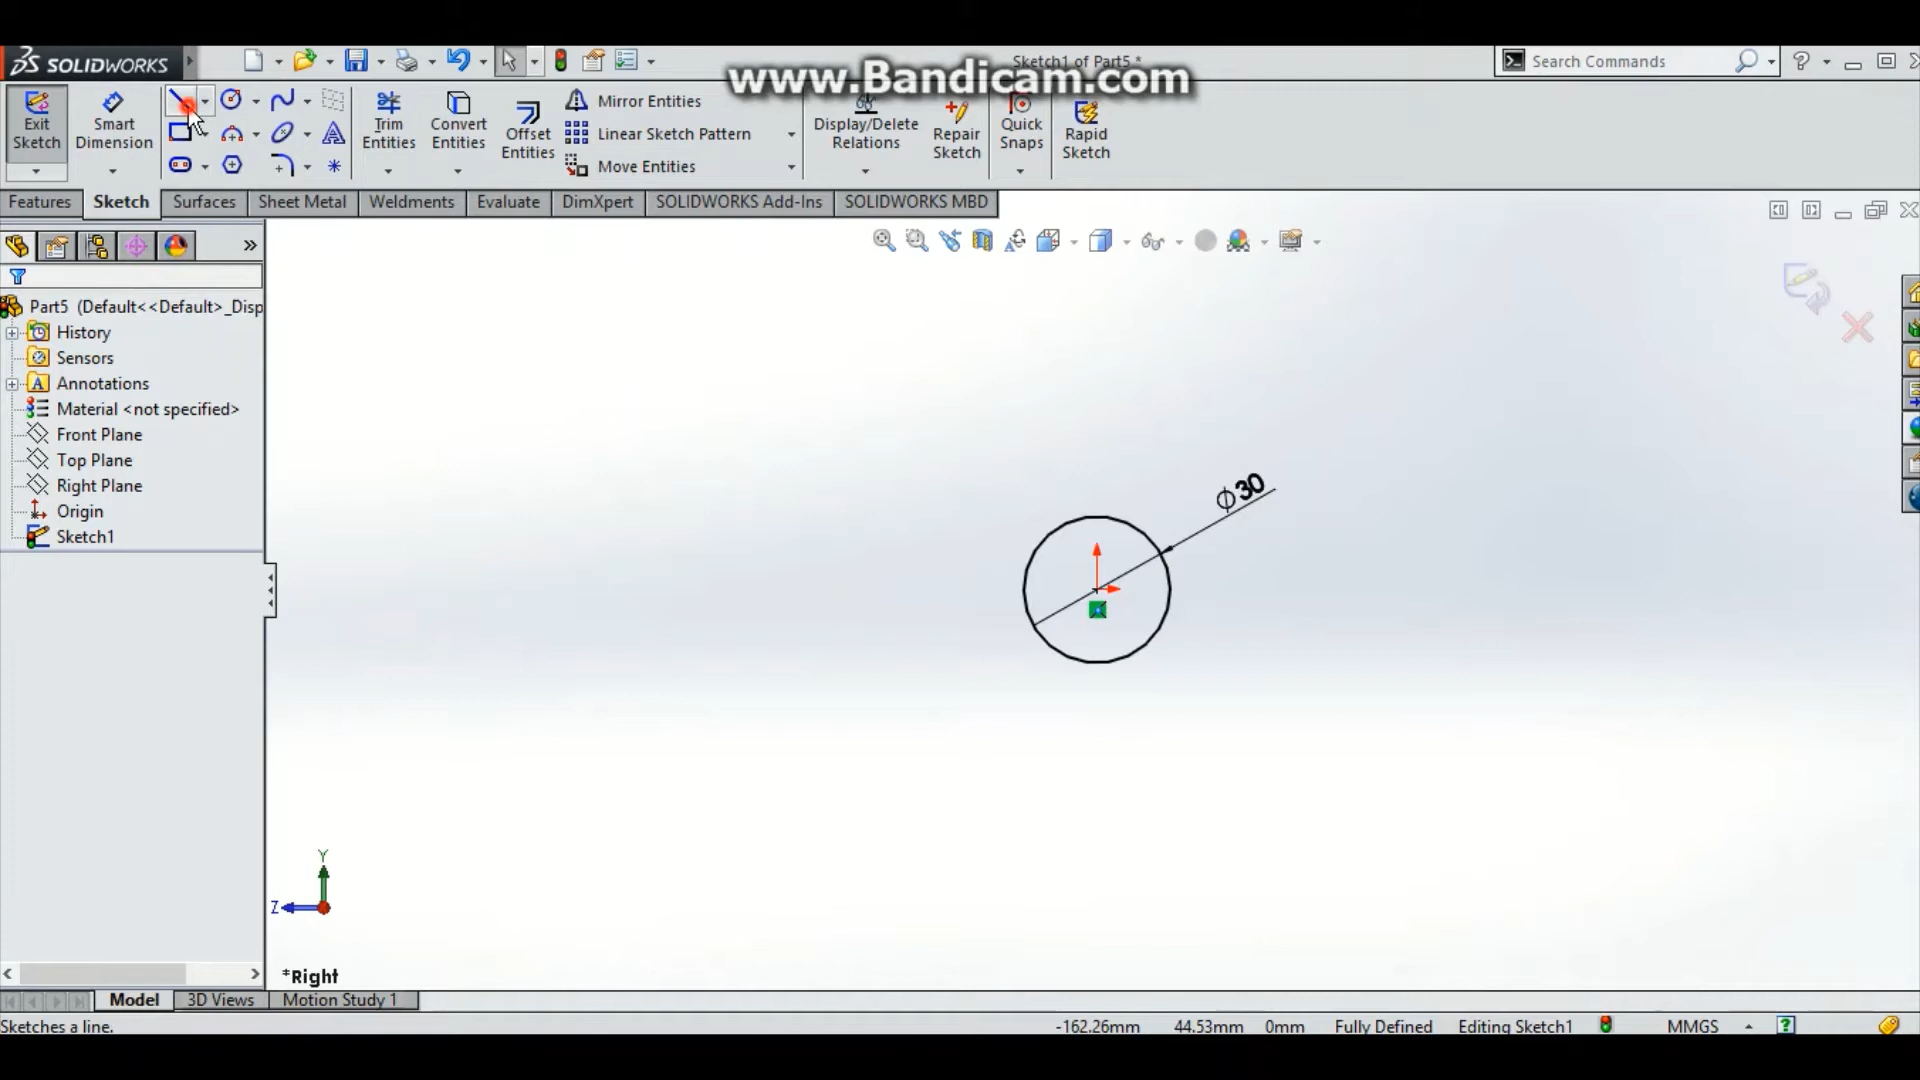 SOLIDWORKS
Sketch1 of Part5 *
Search Commands
www.Bandicam.com
Exit Sketch
Smart Dimension
Trim Entities
Convert Entities
Offset Entities
Mirror Entities
Linear Sketch Pattern
Move Entities
Display/Delete Relations
Repair Sketch
Quick Snaps
Rapid Sketch
Features
Sketch
Surfaces
Sheet Metal
Weldments
Evaluate
DimXpert
SOLIDWORKS Add-Ins
SOLIDWORKS MBD
Part5 (Default<<Default>_Disp
History
Sensors
Annotations
Material <not specified>
Front Plane
Top Plane
Right Plane
Origin
Sketch1
Φ30
Y
Z
*Right
Model
3D Views
Motion Study 1
Sketches a line.
-162.26mm
44.53mm
0mm
Fully Defined
Editing Sketch1
MMGS